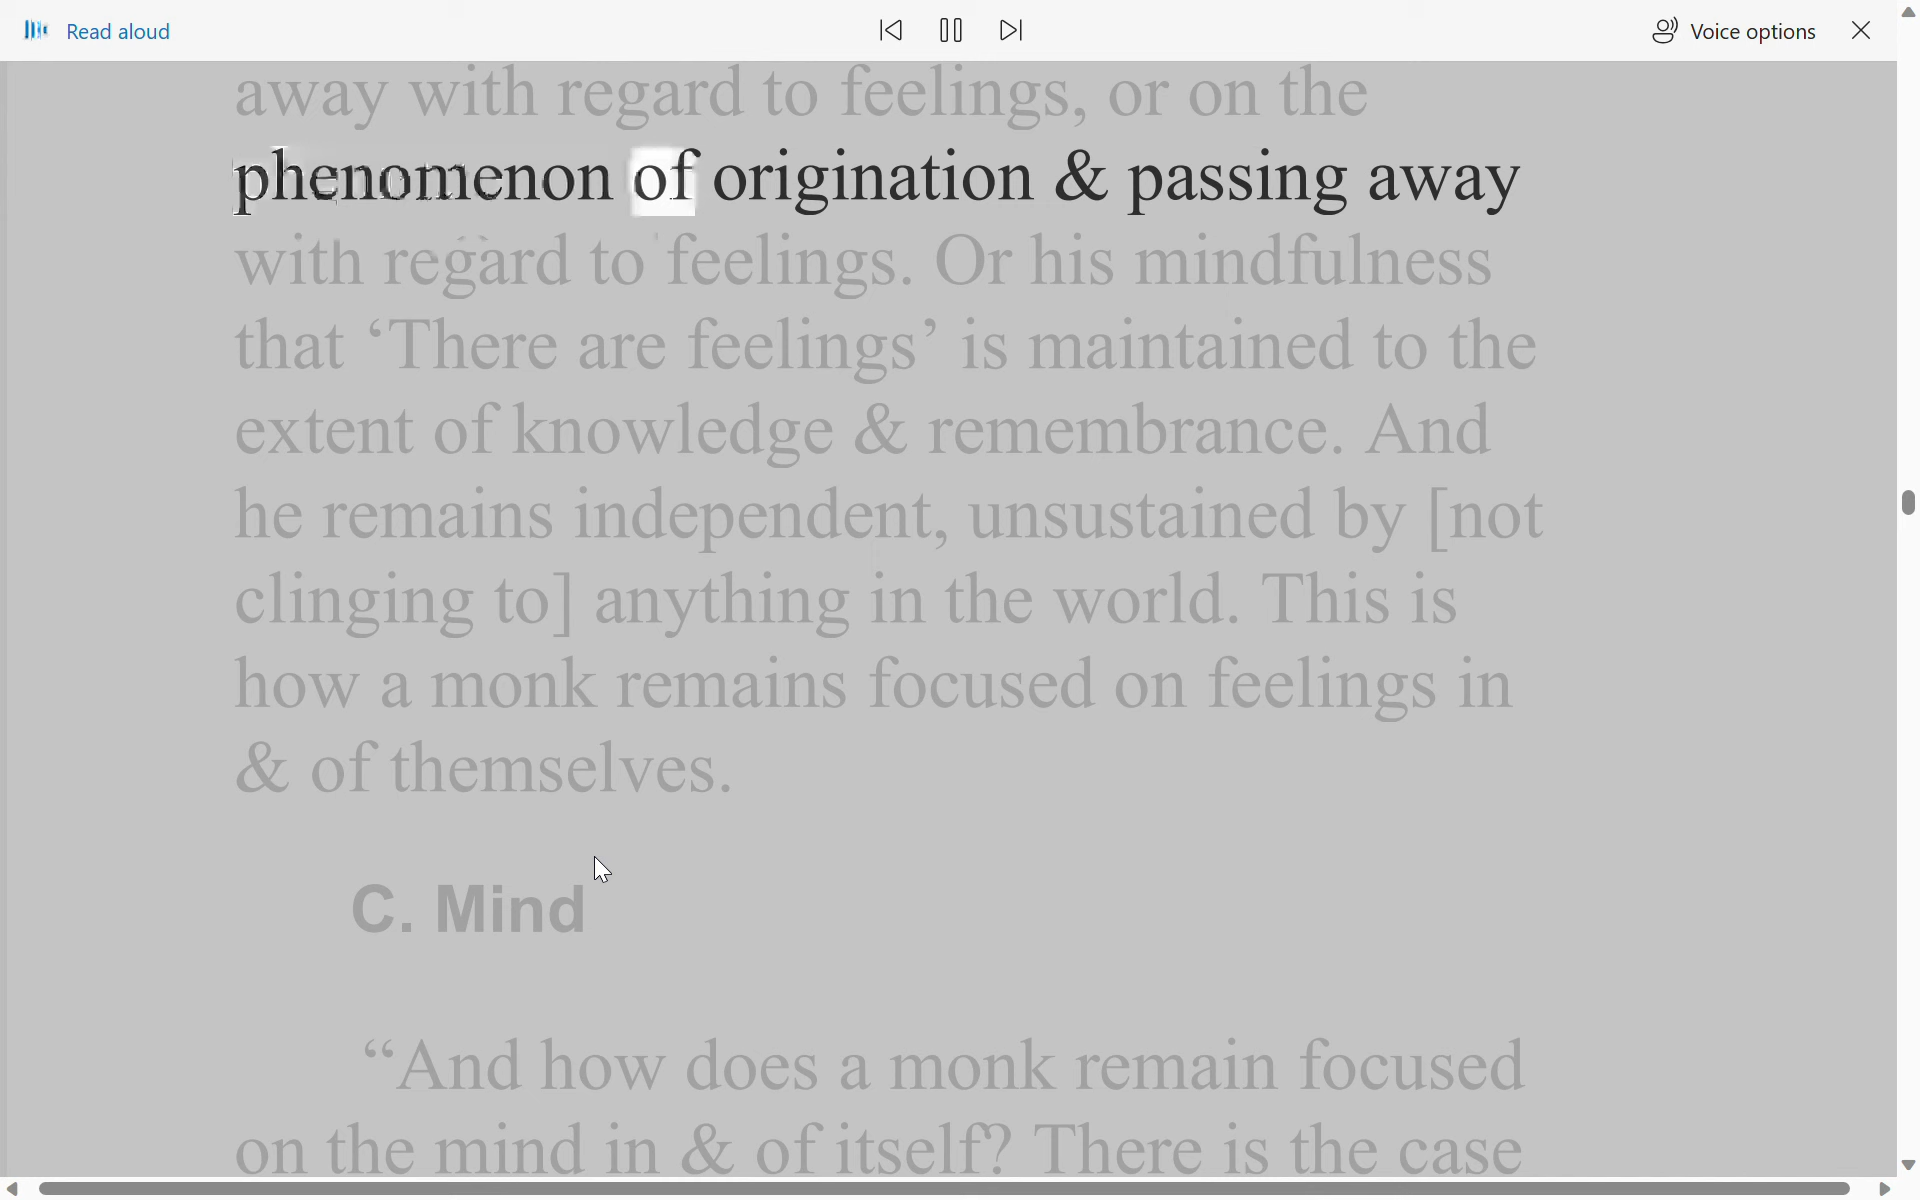 Read aloud
Voice options
away with regard to feelings, or on the
phenomenon of origination & passing away
with regard to feelings. Or his mindfulness
that ‘There are feelings’ is maintained to the
extent of knowledge & remembrance. And
he remains independent, unsustained by [not
clinging to] anything in the world. This is
how a monk remains focused on feelings in
& of themselves.
C. Mind
“And how does a monk remain focused
on the mind in & of itself? There is the case